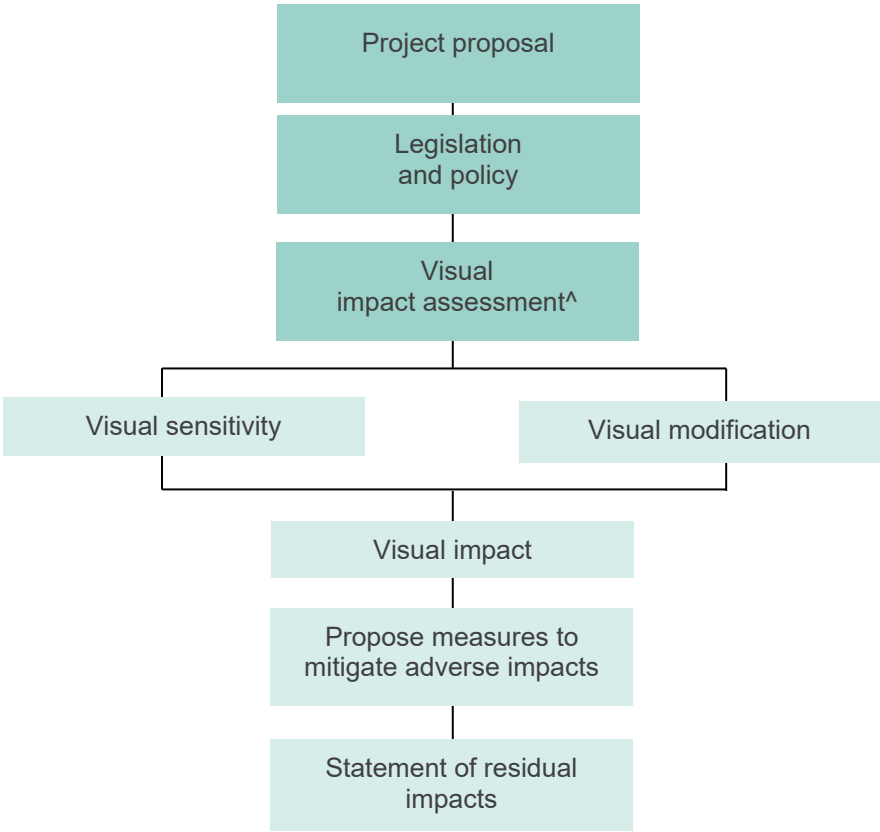 Project proposal
Legislation
and policy
Visual
impact assessment^
Visual sensitivity
Visual modification
Visual impact
Propose measures to
mitigate adverse impacts
Statement of residual
impacts